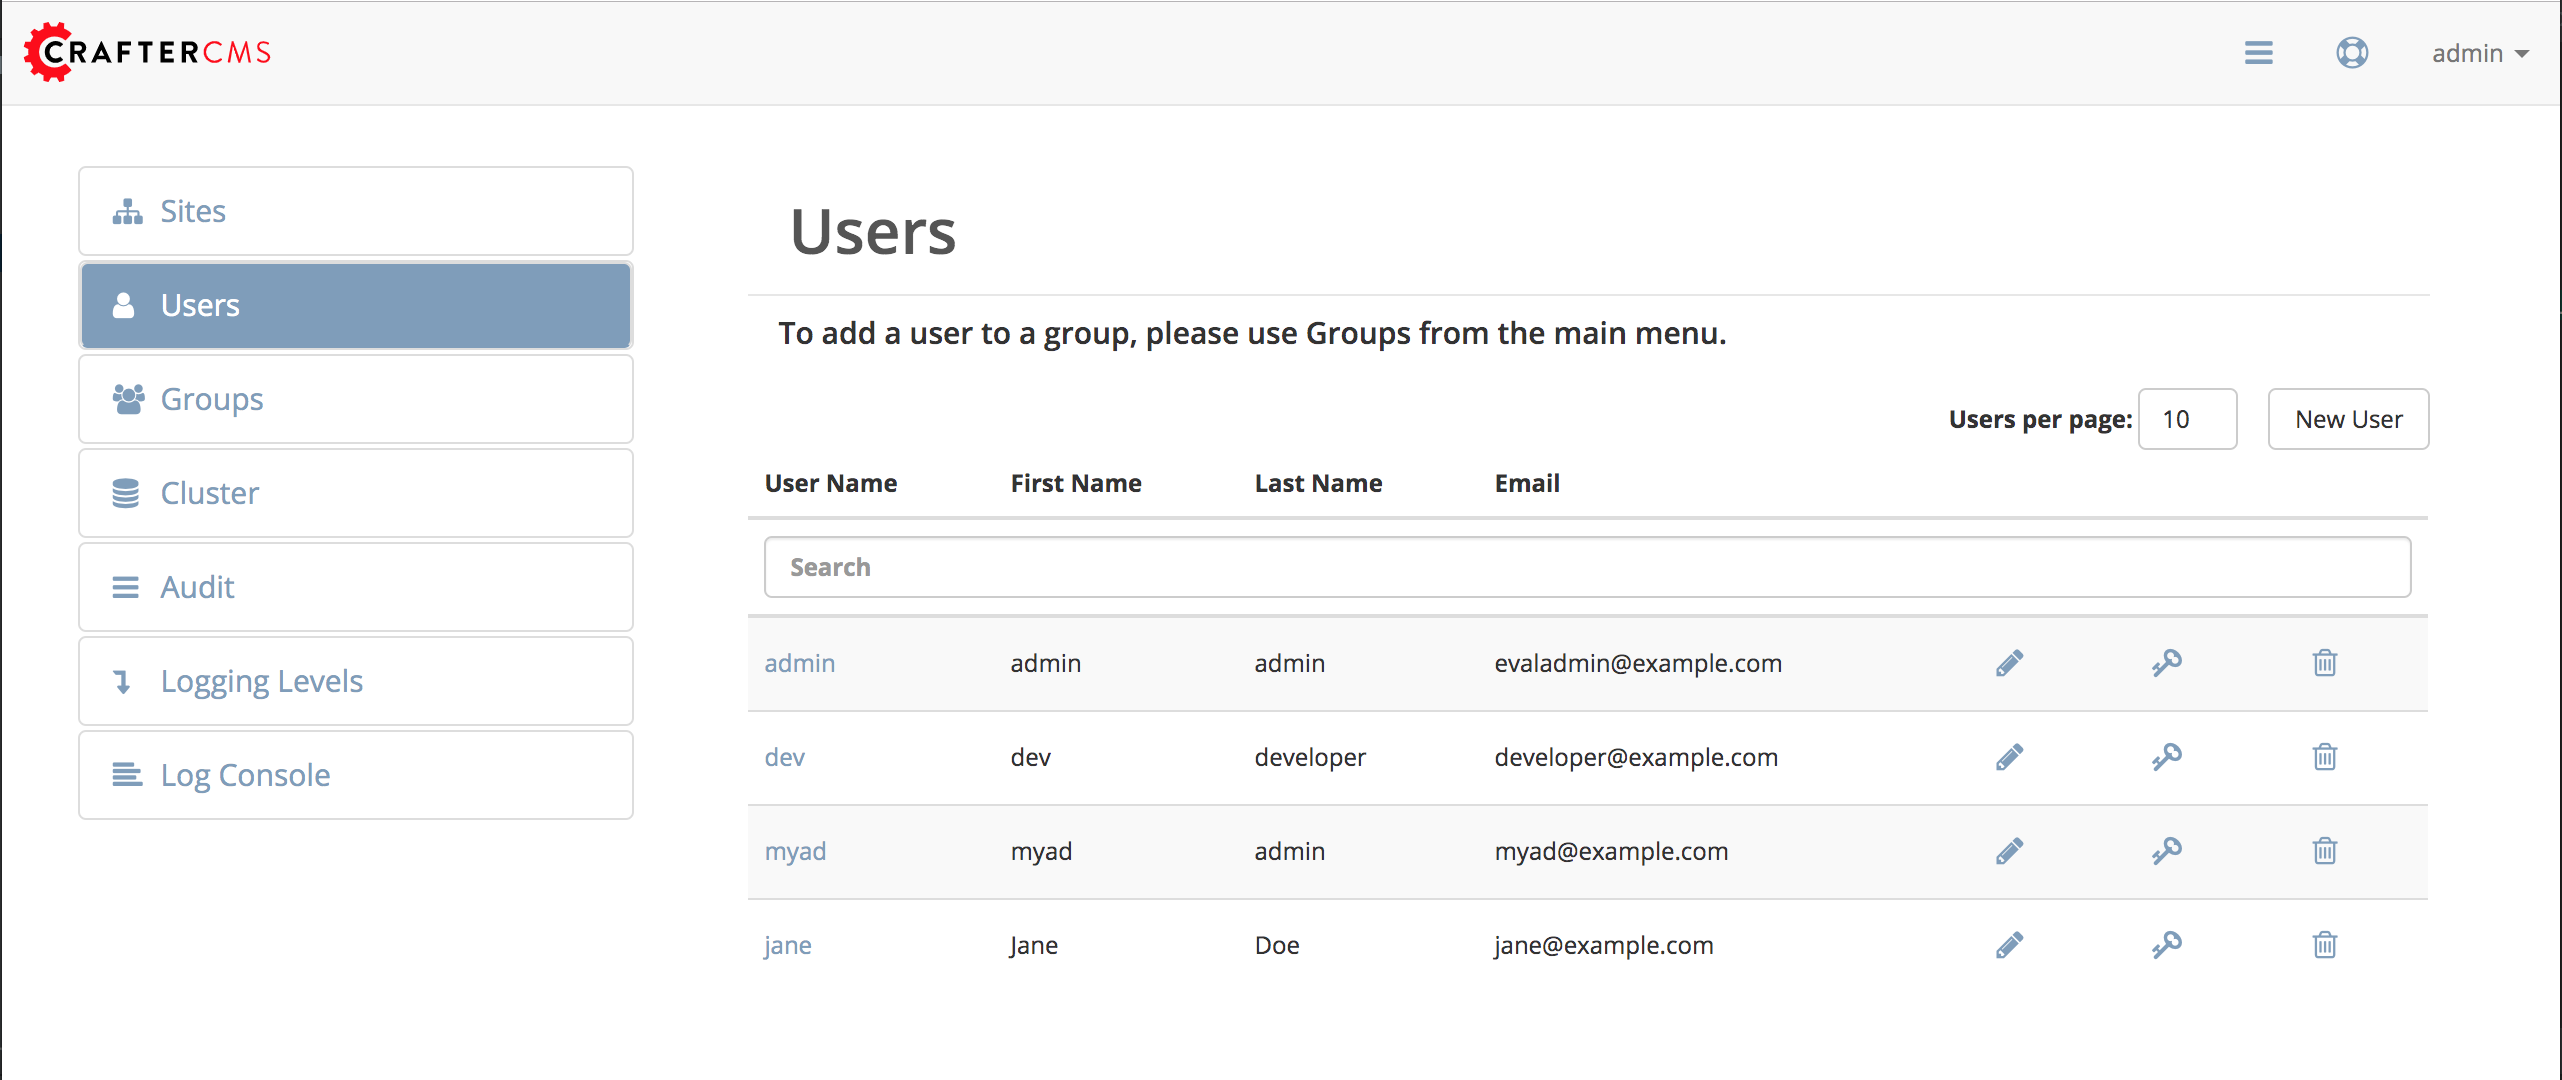 CRAFTERCMS
admin
Sites
Users
Groups
Cluster
Audit
Logging Levels
Log Console
Users
To add a user to a group, please use Groups from the main menu.
Users per page: 10 New User
User Name First Name Last Name Email
Search
admin admin admin evaladmin@example.com
dev dev developer developer@example.com
myad myad admin myad@example.com
jane Jane Doe jane@example.com